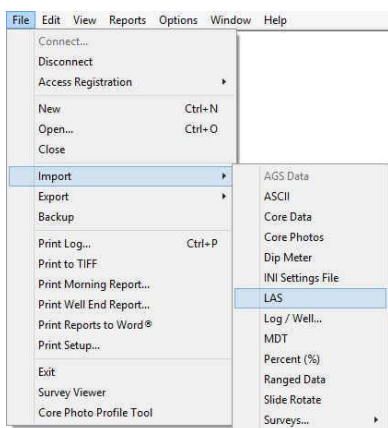 File Edit View Reports Options Window Help
Connect...
Disconnect
Access Registration
New Ctrl+N
Open... Ctrl+O
Close
Import
Export
Backup
Print Log... Ctrl+P
Print to TIFF
Print Morning Report...
Print Well End Report...
Print Reports to Word®
Print Setup...
Exit
Survey Viewer
Core Photo Profile Tool
AGS Data
ASCII
Core Data
Core Photos
Dip Meter
INI Settings File
LAS
Log / Well...
MDT
Percent (%)
Ranged Data
Slide Rotate
Surveys...